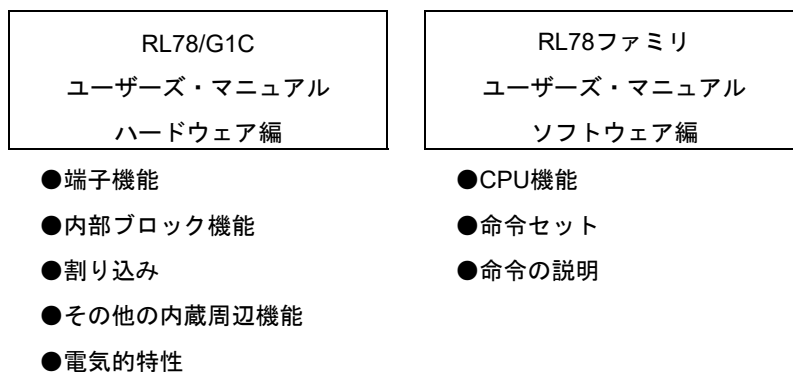 RL78/G1C
ユーザーズ・マニュアル
ハードウェア編
●端子機能
●内部ブロック機能
●割り込み
●その他の内蔵周辺機能
●電気的特性
RL78ファミリ
ユーザーズ・マニュアル
ソフトウェア編
●CPU機能
●命令セット
●命令の説明